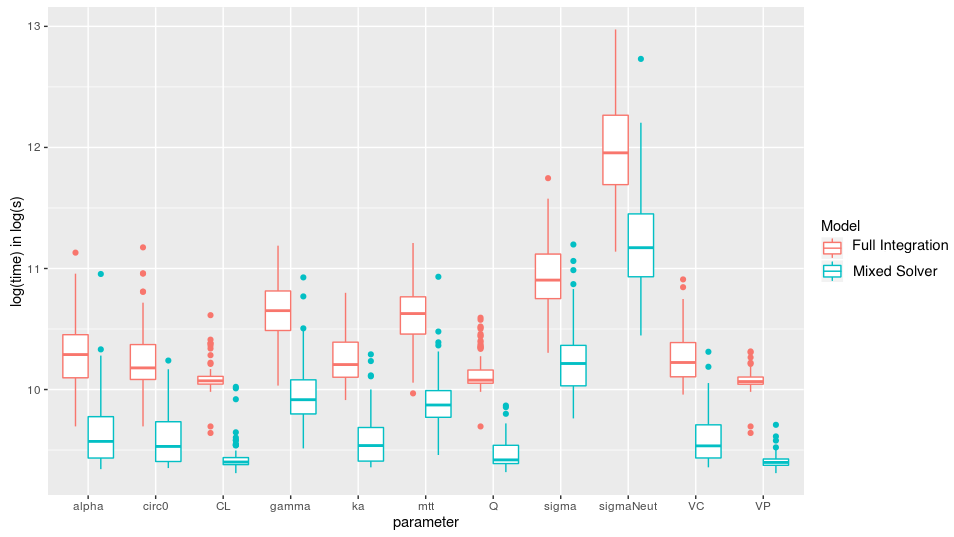 log(time) in log(s)
13
12
11
10
alpha circ0 CL gamma ka mtt Q sigma sigmaNeut VC VP
parameter
Model
Full Integration
Mixed Solver